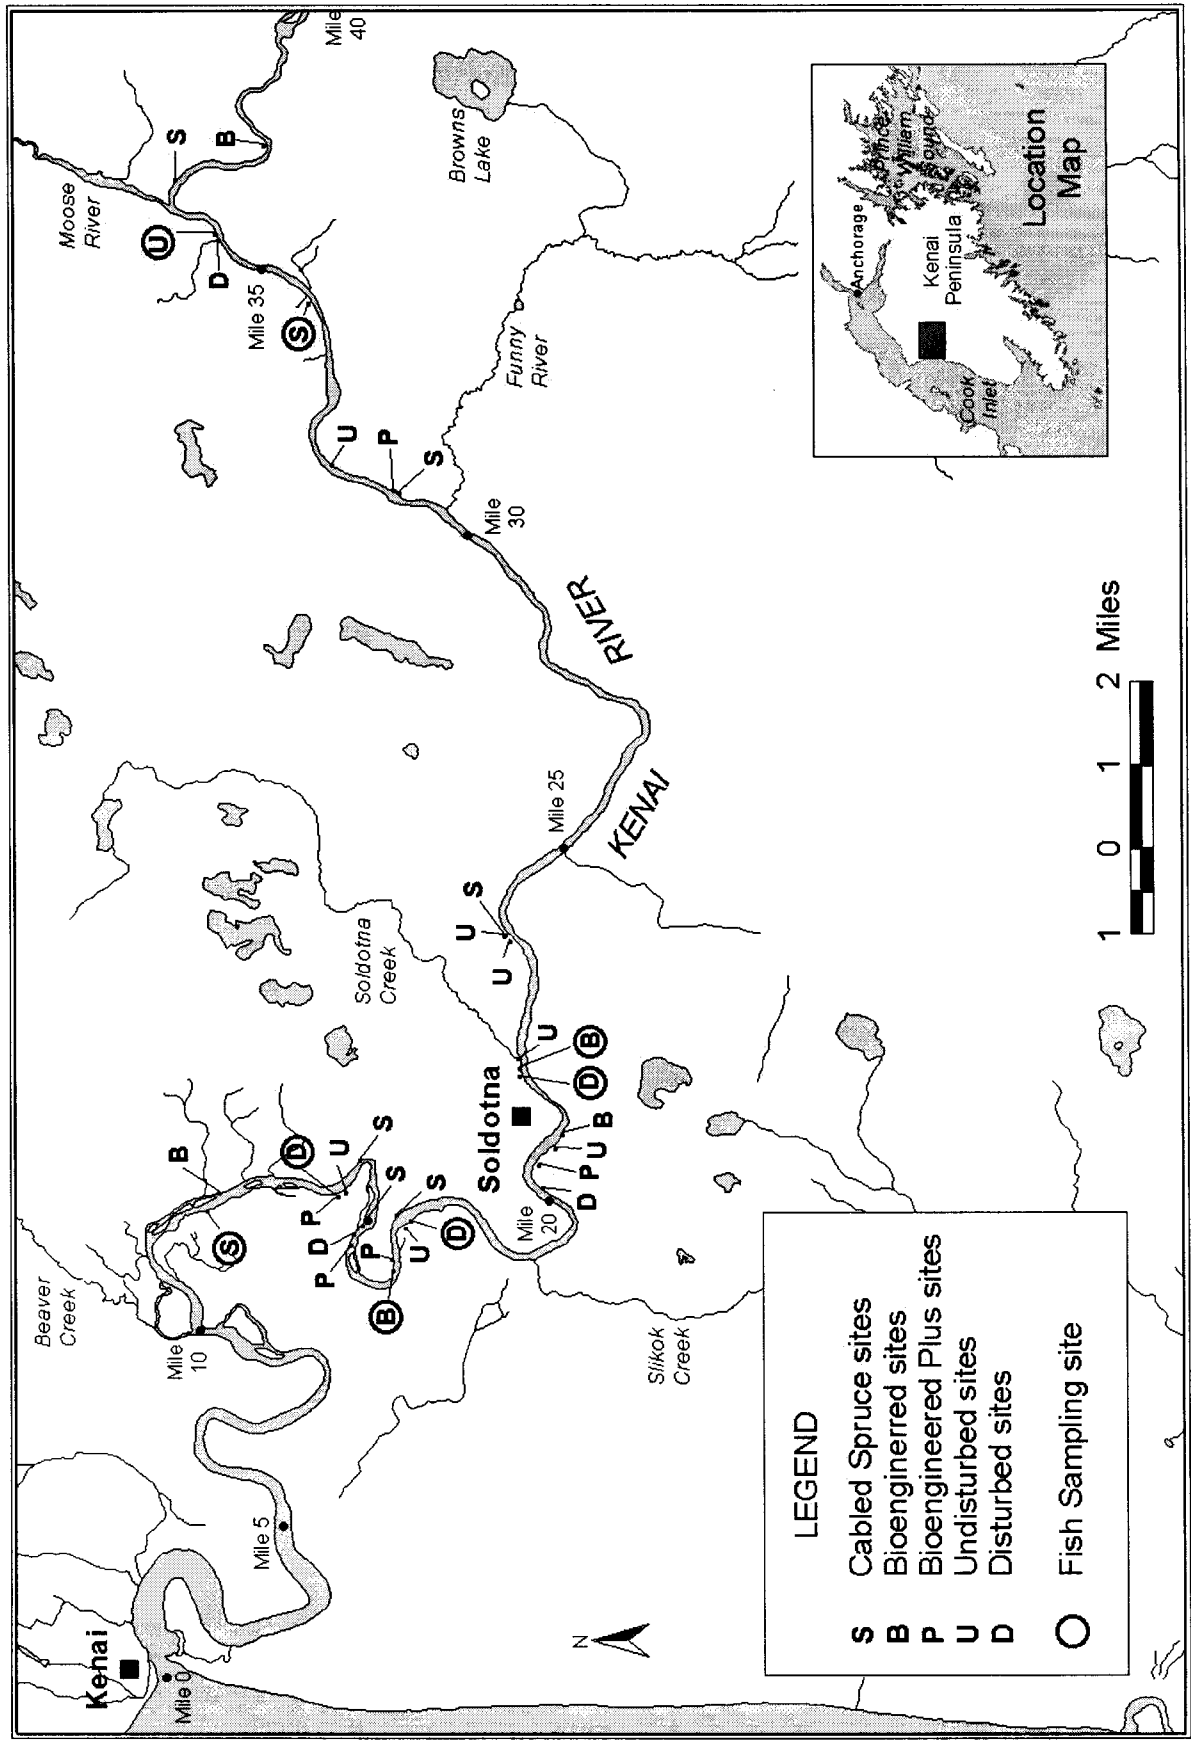 Kenai
Mile 0
Mile 5
Beaver
Creek
Mile
10
S
B
D
P
U
S
S
D
P
P
B
S
U
D
Slikok
Creek
Mile
20
D
P
U
B
Soldotna
D
B
U
Soldotna
Creek
U
U
S
Mile 25
KENAI
RIVER
Mile
30
Funny
River
S
P
U
S
Mile 35
D
U
Moose
River
S
B
Browns
Lake
Mile
40
N
LEGEND
S Cabled Spruce sites
B Bioenginerred sites
P Bioengineered Plus sites
U Undisturbed sites
D Disturbed sites
Fish Sampling site
1 0 1 2 Miles
Anchorage
Prince
William
Sound
Kenai
Peninsula
Cook
Inlet
Location
Map